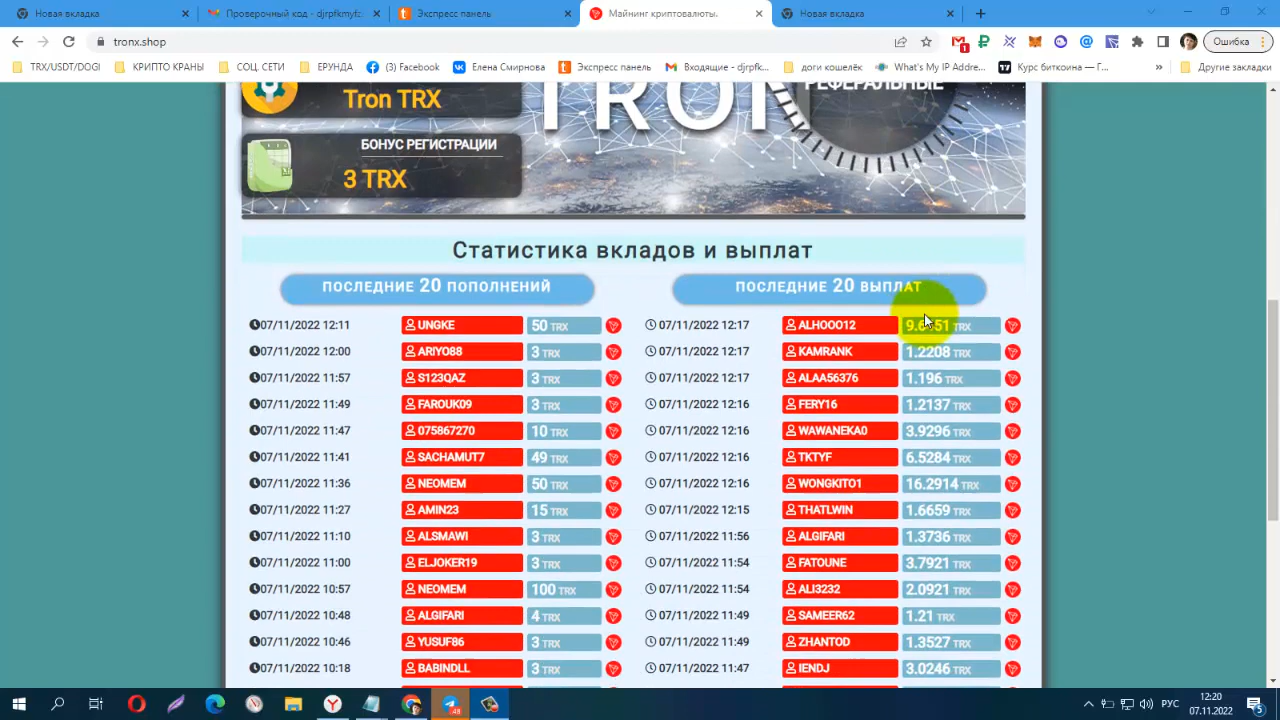 Новая вкладка
Проверочный код - djrpfkmyfz
Экспресс панель
Майнинг криптовалюты.
Новая вкладка
tronx.shop
1
Ошибка
TRX/USDT/DOGI
КРИПТО КРАНЫ
СОЦ. СЕТИ
ЕРУНДА
(3) Facebook
Елена Смирнова
Экспресс панель
Входящие - djrpfk...
доги кошелёк
What's My IP Addre...
Курс биткоина — Г...
»
Другие закладки
Tron TRX
TRON
РЕФЕРАЛЬНЫЕ
БОНУС РЕГИСТРАЦИИ
3 TRX
Статистика вкладов и выплат
ПОСЛЕДНИЕ 20 ПОПОЛНЕНИЙ
ПОСЛЕДНИЕ 20 ВЫПЛАТ
07/11/2022 12:11 UNGKE 50 TRX
07/11/2022 12:17 ALHOOO12 TRX
07/11/2022 12:00 ARIYO88 3 TRX
07/11/2022 12:17 KAMRANK 1.2208 TRX
07/11/2022 11:57 S123QAZ 3 TRX
07/11/2022 12:17 ALAA56376 1.196 TRX
07/11/2022 11:49 FAROUK09 3 TRX
07/11/2022 12:16 FERY16 1.2137 TRX
07/11/2022 11:47 075867270 10 TRX
07/11/2022 12:16 WAWANEKA0 3.9296 TRX
07/11/2022 11:41 SACHAMUT7 49 TRX
07/11/2022 12:16 TKTYF 6.5284 TRX
07/11/2022 11:36 NEOMEM 50 TRX
07/11/2022 12:16 WONGKITO1 16.2914 TRX
07/11/2022 11:27 AMIN23 15 TRX
07/11/2022 12:15 THATLWIN 1.6659 TRX
07/11/2022 11:10 ALSMAWI 3 TRX
07/11/2022 11:56 ALGIFARI 1.3736 TRX
07/11/2022 11:00 ELJOKER19 3 TRX
07/11/2022 11:54 FATOUNE 3.7921 TRX
07/11/2022 10:57 NEOMEM 100 TRX
07/11/2022 11:54 ALI3232 2.0921 TRX
07/11/2022 10:48 ALGIFARI 4 TRX
07/11/2022 11:49 SAMEER62 1.21 TRX
07/11/2022 10:46 YUSUF86 3 TRX
07/11/2022 11:49 ZHANTOD 1.3527 TRX
07/11/2022 10:18 BABINDLL 3 TRX
07/11/2022 11:47 IENDJ 3.0246 TRX
РУС
12:20
07.11.2022
5